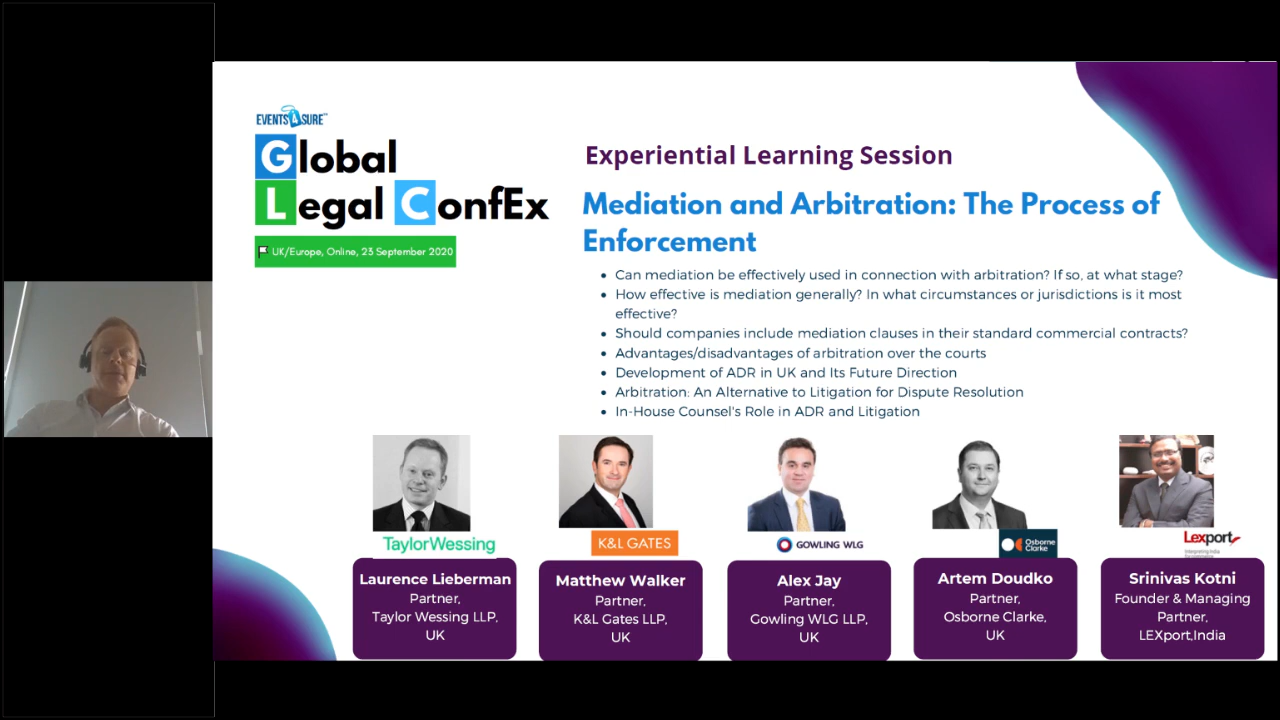 EVENTS4SURE
Global
Legal ConfEx
UK/Europe, Online, 23 September 2020
Experiential Learning Session
Mediation and Arbitration: The Process of
Enforcement
• Can mediation be effectively used in connection with arbitration? If so, at what stage?
• How effective is mediation generally? In what circumstances or jurisdictions is it most
effective?
• Should companies include mediation clauses in their standard commercial contracts?
• Advantages/disadvantages of arbitration over the courts
• Development of ADR in UK and Its Future Direction
• Arbitration: An Alternative to Litigation for Dispute Resolution
• In-House Counsel's Role in ADR and Litigation
TaylorWessing
Laurence Lieberman
Partner,
Taylor Wessing LLP,
UK
K&L GATES
Matthew Walker
Partner,
K&L Gates LLP,
UK
GOWLING WLG
Alex Jay
Partner,
Gowling WLG LLP,
UK
Osborne
Clarke
Artem Doudko
Partner,
Osborne Clarke,
UK
Lexport
Interpreting India
Srinivas Kotni
Founder & Managing
Partner,
LEXport,India